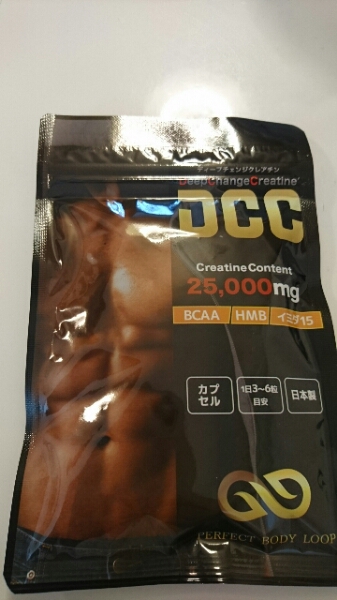 ディープチェンジクレアチン
DeepChangeCreatine
DCC
CreatineContent
25,000mg
BCAA HMB イミダ15
カプセル
1日3〜6粒
目安
日本製
PERFECT BODY LOOP